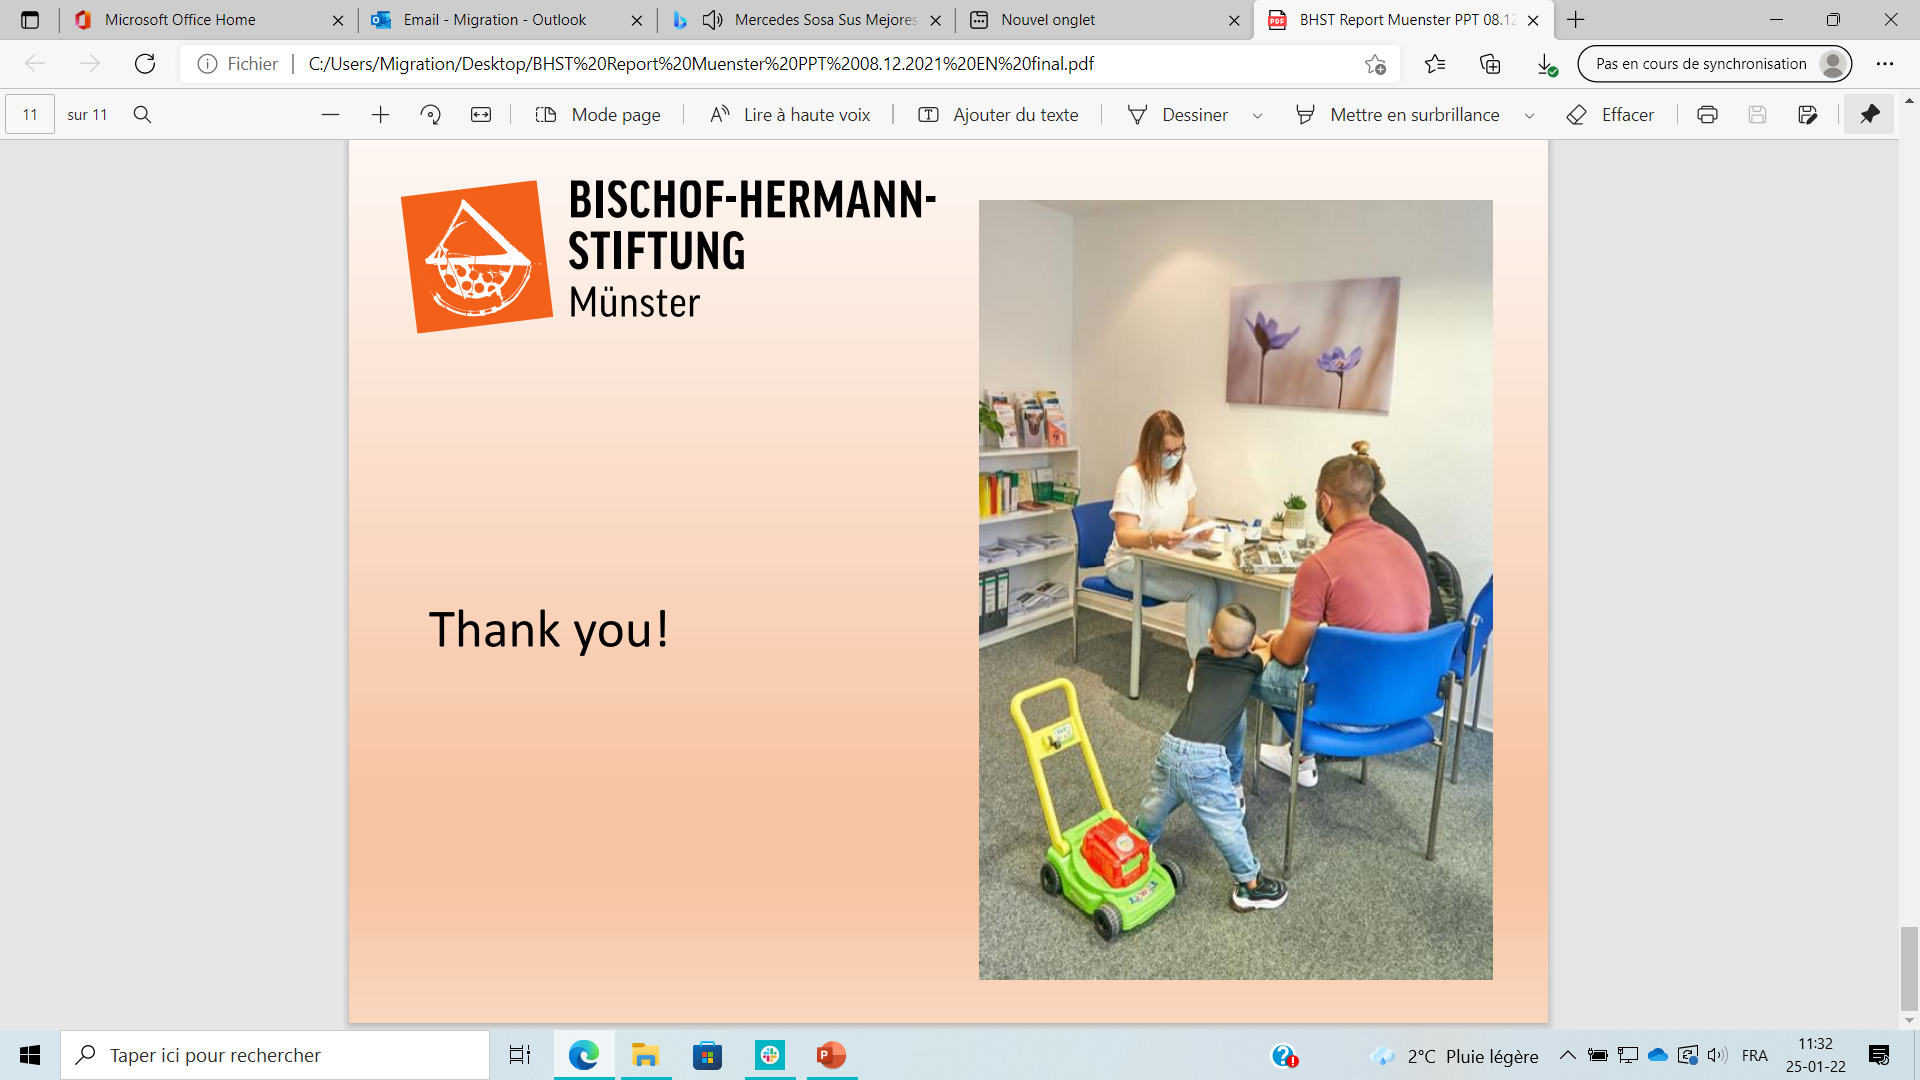 Microsoft Office Home
Email - Migration - Outlook
Mercedes Sosa Sus Mejores
Nouvel onglet
BHST Report Muenster PPT 08.12
Fichier
C:/Users/Migration/Desktop/BHST%20Report%20Muenster%20PPT%2008.12.2021%20EN%20final.pdf
Pas en cours de synchronisation
11
sur 11
Mode page
Lire à haute voix
Ajouter du texte
Dessiner
Mettre en surbrillance
Effacer
BISCHOF-HERMANN-
STIFTUNG
Münster
Thank you!
Taper ici pour rechercher
2°C Pluie légère
FRA
11:32
25-01-22